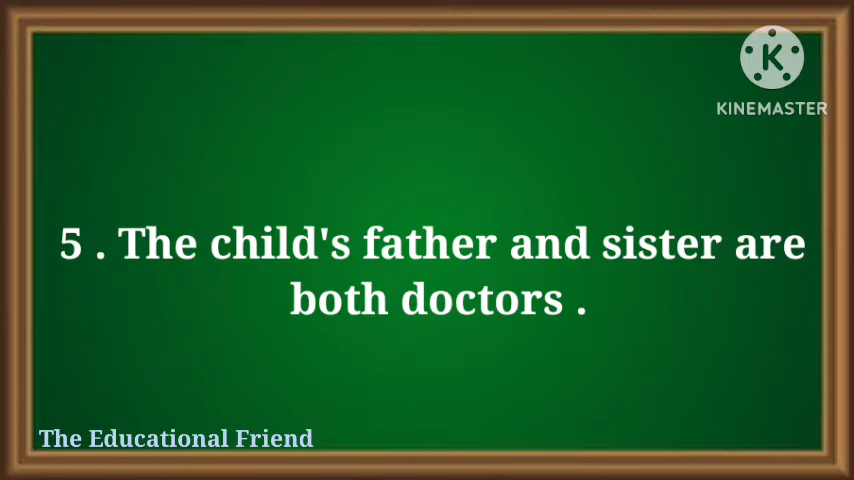 KINEMASTER
5 . The child's father and sister are
both doctors .
The Educational Friend